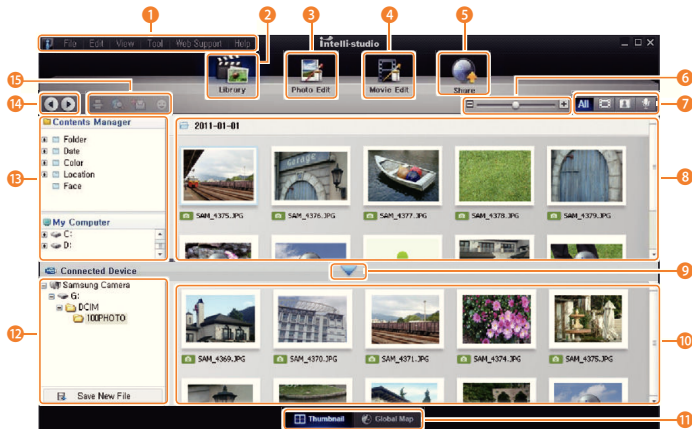 1
2
3
4
5
File Edit View Tool Web Support Help
intelli-studio
Library
Photo Edit
Movie Edit
Share
6
15
14
7
All
Contents Manager
Folder
Date
Color
Location
Face
13
2011-01-01
SAM_4375.JPG
SAM_4376.JPG
SAM_4377.JPG
SAM_4378.JPG
SAM_4379.JPG
8
My Computer
C:
D:
Connected Device
9
Samsung Camera
G:
DCIM
100PHOTO
12
SAM_4369.JPG
SAM_4370.JPG
SAM_4371.JPG
SAM_4374.JPG
SAM_4375.JPG
10
Save New File
Thumbnail
Global Map
11